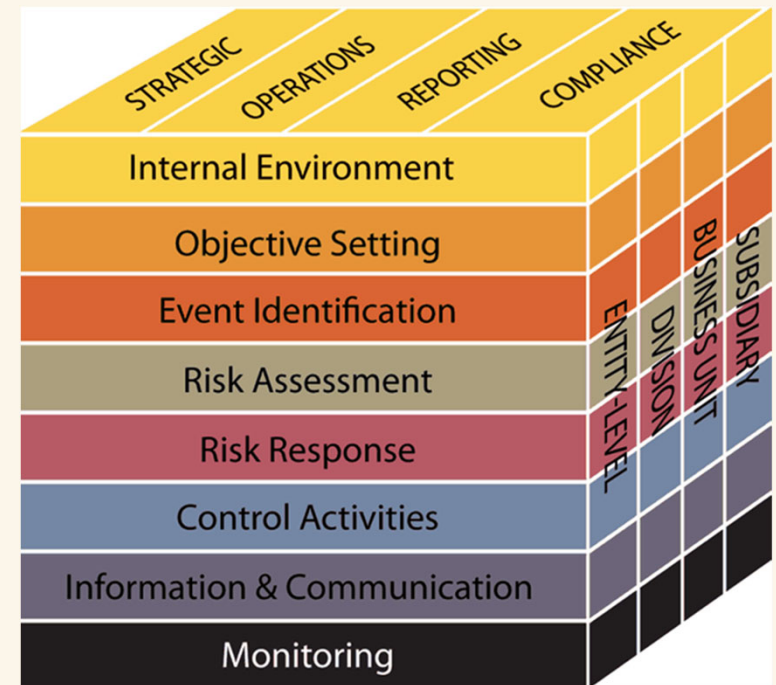 STRATEGIC
OPERATIONS
REPORTING
COMPLIANCE
Internal Environment
Objective Setting
Event Identification
Risk Assessment
Risk Response
Control Activities
Information & Communication
Monitoring
ENTITY-LEVEL
DIVISION
BUSINESS UNIT
SUBSIDIARY